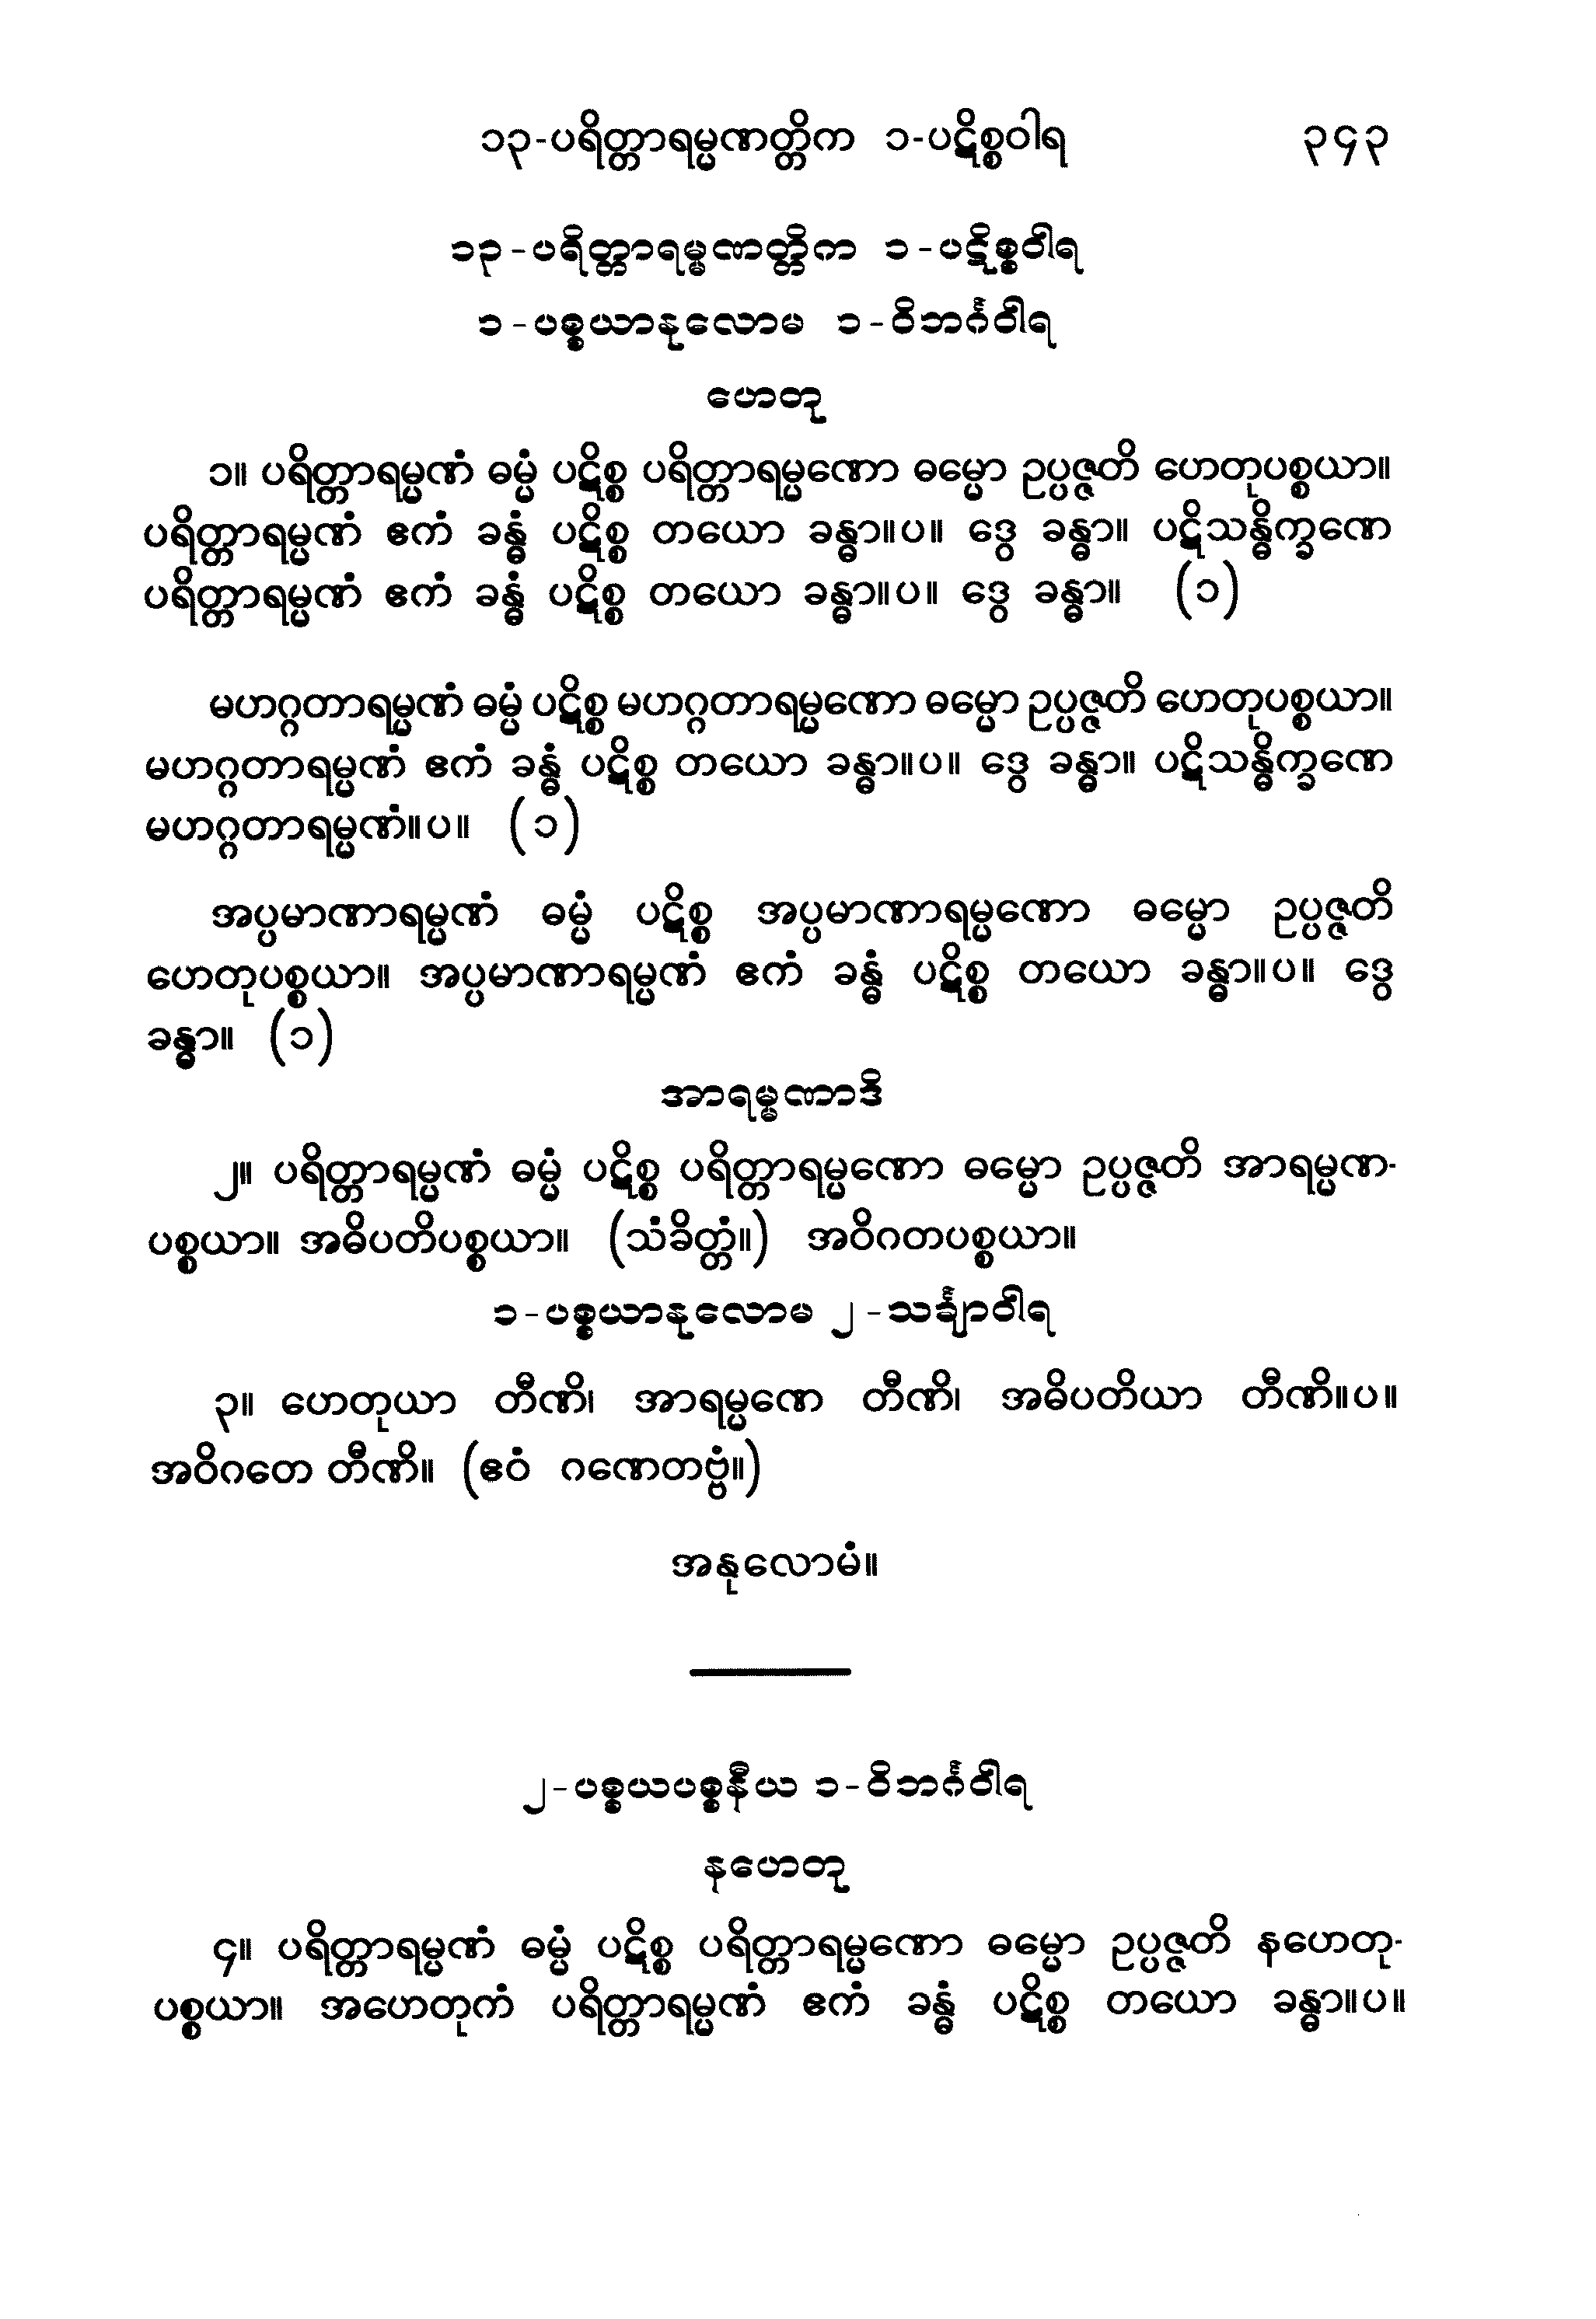 ၁၃-ပရိတ္တာရမ္မဏတ္တိက ၁-ပဋိစ္စဝါရ ၃၄၃
၁၃-ပရိတ္တာရမ္မဏတ္တိက ၁-ပဋိစ္စဝါရ
၁-ပစ္စယာနုလောမ ၁-ဝိဘင်္ဂဝါရ
ဟေတု
၁။ ပရိတ္တာရမ္မဏံ ဓမ္မံ ပဋိစ္စ ပရိတ္တာရမ္မဏော ဓမ္မော ဥပ္ပဇ္ဇတိ ဟေတုပစ္စယာ။
ပရိတ္တာရမ္မဏံ ဧကံ ခန္ဓံ ပဋိစ္စ တယော ခန္ဓာ။ပ။ ဒွေ ခန္ဓာ။ ပဋိသန္ဓိက္ခဏေ
ပရိတ္တာရမ္မဏံ ဧကံ ခန္ဓံ ပဋိစ္စ တယော ခန္ဓာ။ပ။ ဒွေ ခန္ဓာ။ (၁)
မဟဂ္ဂတာရမ္မဏံ ဓမ္မံ ပဋိစ္စ မဟဂ္ဂတာရမ္မဏော ဓမ္မော ဥပ္ပဇ္ဇတိ ဟေတုပစ္စယာ။
မဟဂ္ဂတာရမ္မဏံ ဧကံ ခန္ဓံ ပဋိစ္စ တယော ခန္ဓာ။ပ။ ဒွေ ခန္ဓာ။ ပဋိသန္ဓိက္ခဏေ
မဟဂ္ဂတာရမ္မဏံ။ပ။ (၁)
အပ္ပမာဏာရမ္မဏံ ဓမ္မံ ပဋိစ္စ အပ္ပမာဏာရမ္မဏော ဓမ္မော ဥပ္ပဇ္ဇတိ
ဟေတုပစ္စယာ။ အပ္ပမာဏာရမ္မဏံ ဧကံ ခန္ဓံ ပဋိစ္စ တယော ခန္ဓာ။ပ။ ဒွေ
ခန္ဓာ။ (၁)
အာရမ္မဏာဒိ
၂။ ပရိတ္တာရမ္မဏံ ဓမ္မံ ပဋိစ္စ ပရိတ္တာရမ္မဏော ဓမ္မော ဥပ္ပဇ္ဇတိ အာရမ္မဏ-
ပစ္စယာ။ အဓိပတိပစ္စယာ။ (သံခိတ္တံ။) အဝိဂတပစ္စယာ။
၁-ပစ္စယာနုလောမ ၂-သင်္ချာဝါရ
၃။ ဟေတုယာ တီဏိ၊ အာရမ္မဏေ တီဏိ၊ အဓိပတိယာ တီဏိ။ပ။
အဝိဂတေ တီဏိ။ (ဧဝံ ဂဏေတဗ္ဗံ။)
အနုလောမံ။
၂-ပစ္စယပစ္စနီယ ၁-ဝိဘင်္ဂဝါရ
နဟေတု
၄။ ပရိတ္တာရမ္မဏံ ဓမ္မံ ပဋိစ္စ ပရိတ္တာရမ္မဏော ဓမ္မော ဥပ္ပဇ္ဇတိ နဟေတု-
ပစ္စယာ။ အဟေတုကံ ပရိတ္တာရမ္မဏံ ဧကံ ခန္ဓံ ပဋိစ္စ တယော ခန္ဓာ။ပ။